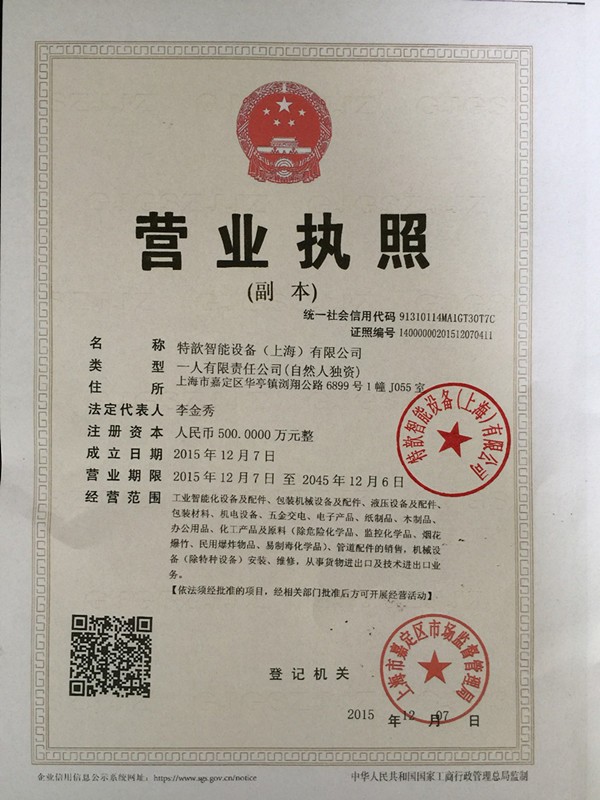 营业执照
(副 本)
统一社会信用代码 91310114MA1GT30T7C
证照编号 14000000201512070411
名 称 特歆智能设备（上海）有限公司
类 型 一人有限责任公司(自然人独资)
住 所 上海市嘉定区华亭镇浏翔公路6899号1幢J055室
法定代表人 李金秀
注册资本 人民币500.0000万元整
成立日期 2015年12月7日
营业期限 2015年12月7日 至 2045年12月6日
经营范围 工业智能化设备及配件、包装机械设备及配件、液压设备及配件、
包装材料、机电设备、五金交电、电子产品、纸制品、木制品、
办公用品、化工产品及原料（除危险化学品、监控化学品、烟花
爆竹、民用爆炸物品、易制毒化学品）、管道配件的销售，机械设
备（除特种设备）安装、维修，从事货物进出口及技术进出口业
务。
【依法须经批准的项目，经相关部门批准后方可开展经营活动】
特歆智能设备(上海)有限公司
登记机关
上海市嘉定区市场监督管理局
2015 年 12 月 07 日
企业信用信息公示系统网址：https://www.sgs.gov.cn/notice
中华人民共和国国家工商行政管理总局监制